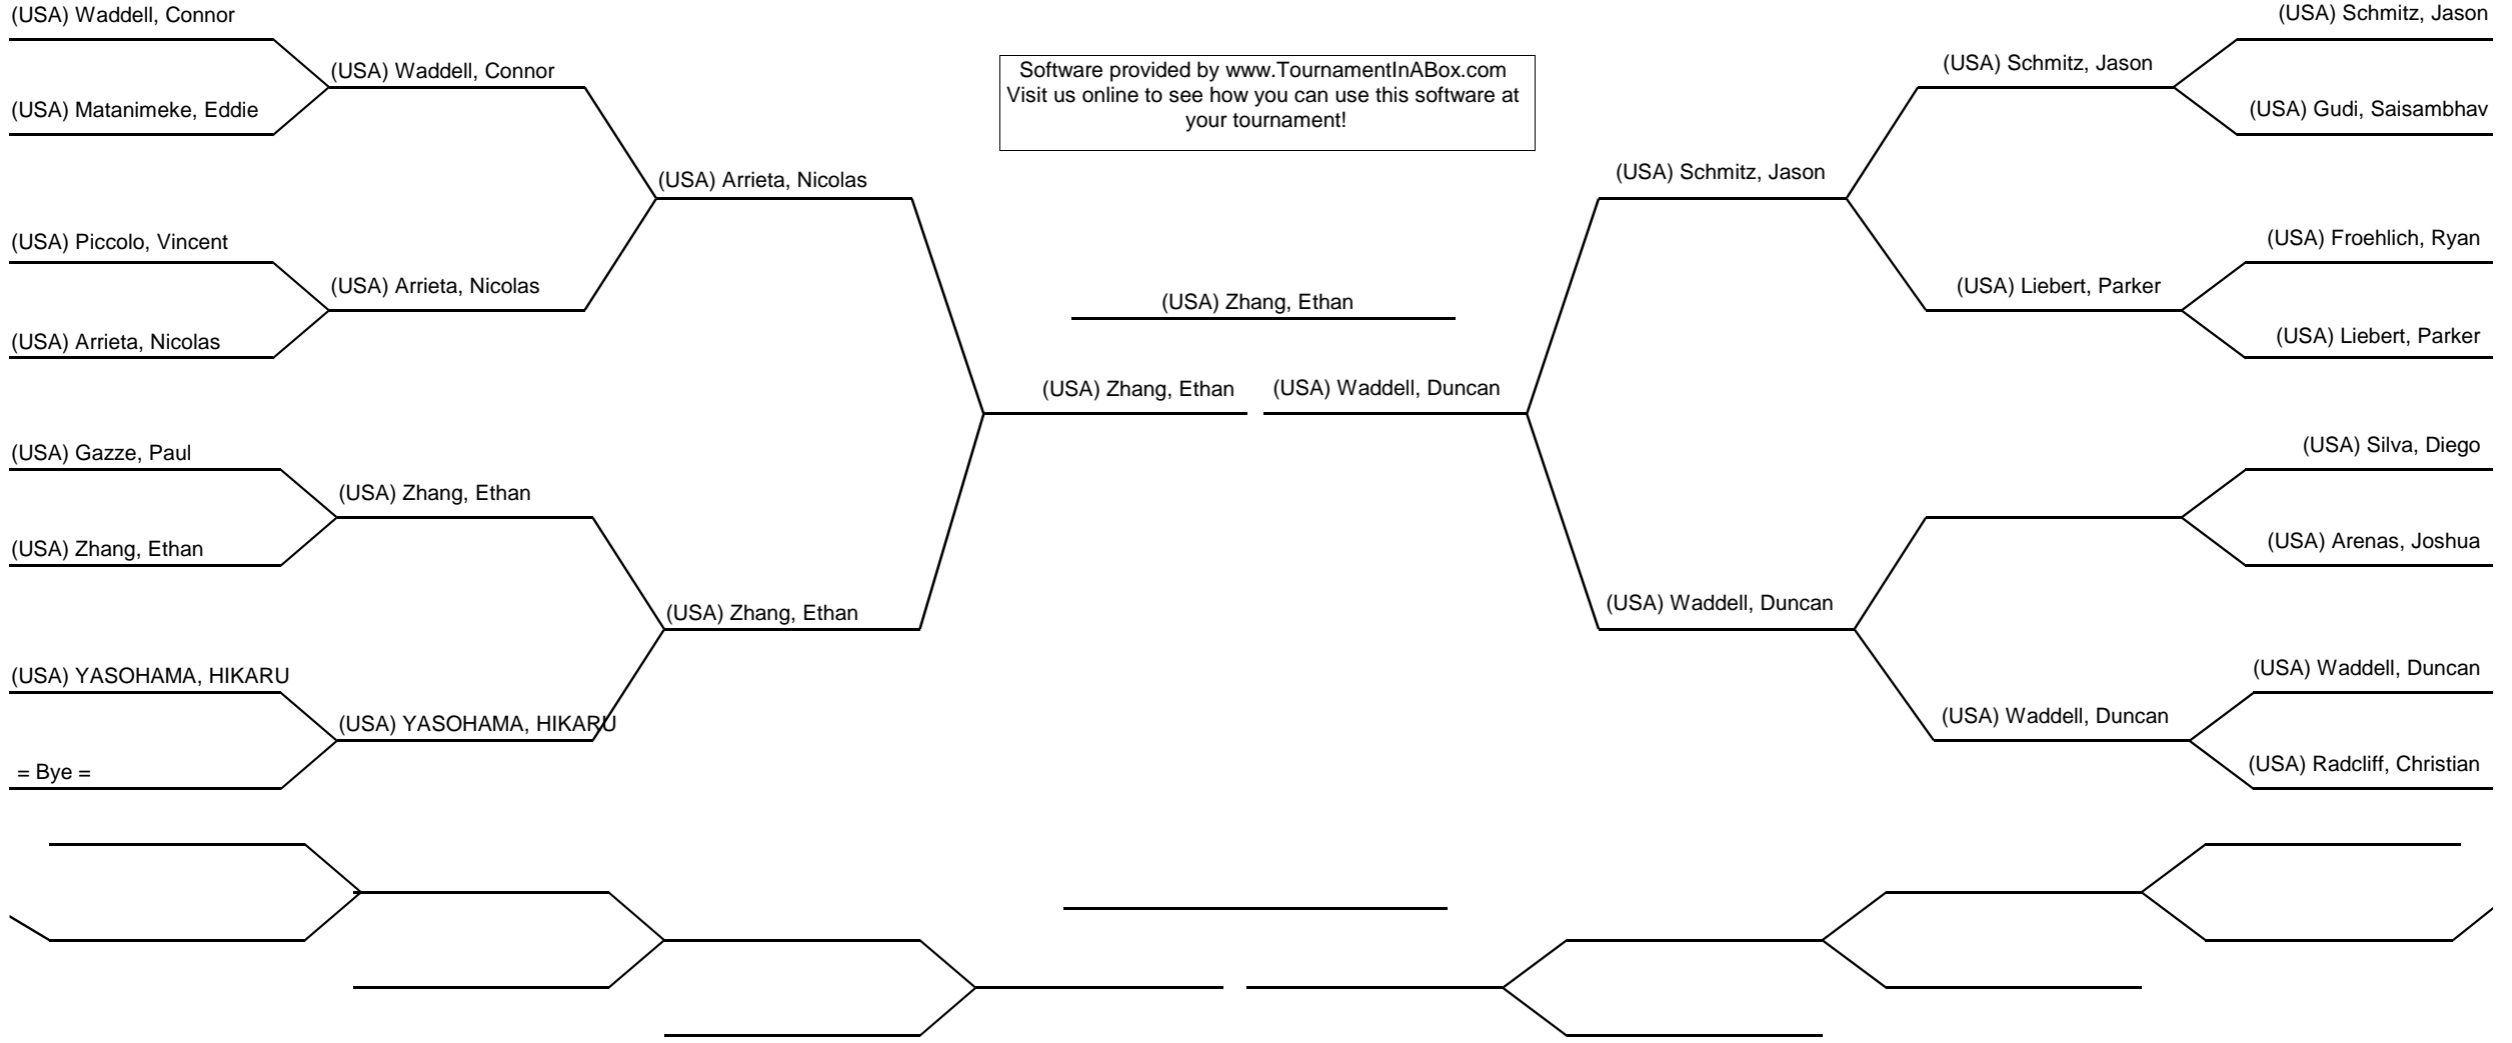 (USA) Waddell, Connor
(USA) Matanimeke, Eddie
(USA) Piccolo, Vincent
(USA) Arrieta, Nicolas
(USA) Gazze, Paul
(USA) Zhang, Ethan
(USA) YASOHAMA, HIKARU
= Bye =
(USA) Waddell, Connor
(USA) Arrieta, Nicolas
(USA) Zhang, Ethan
(USA) YASOHAMA, HIKARU
(USA) Arrieta, Nicolas
(USA) Zhang, Ethan
Software provided by www.TournamentInABox.com
Visit us online to see how you can use this software at
your tournament!
(USA) Zhang, Ethan
(USA) Zhang, Ethan
(USA) Waddell, Duncan
(USA) Schmitz, Jason
(USA) Waddell, Duncan
(USA) Schmitz, Jason
(USA) Liebert, Parker
(USA) Waddell, Duncan
(USA) Schmitz, Jason
(USA) Gudi, Saisambhav
(USA) Froehlich, Ryan
(USA) Liebert, Parker
(USA) Silva, Diego
(USA) Arenas, Joshua
(USA) Waddell, Duncan
(USA) Radcliff, Christian